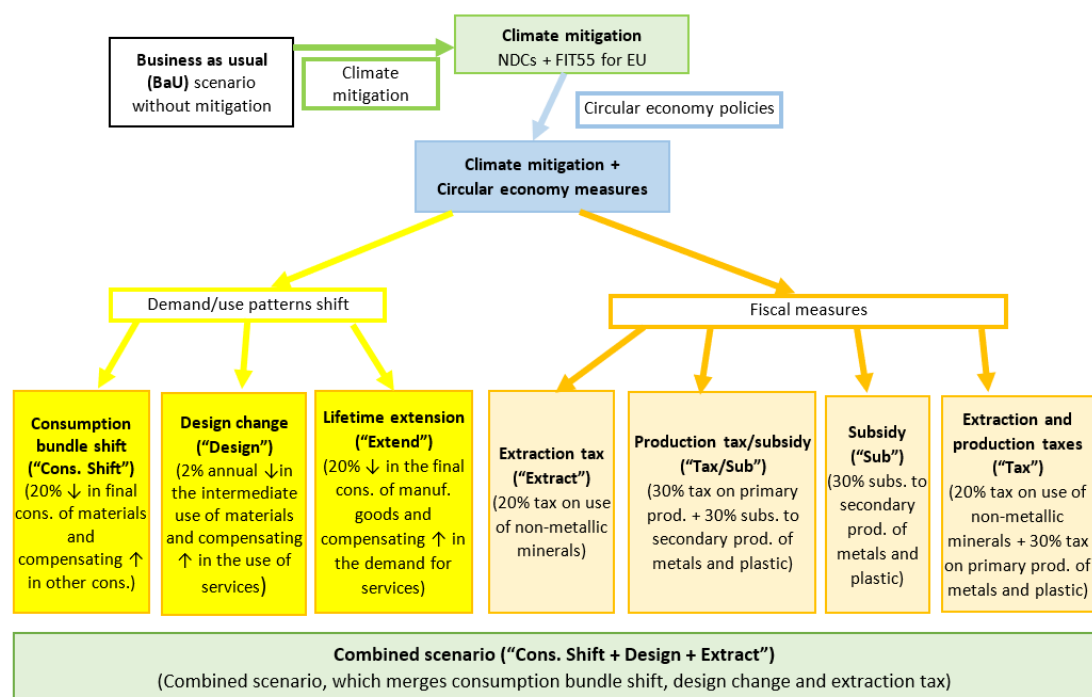 Climate mitigation
NDCs + FIT55 for EU
Business as usual
(BaU) scenario
without mitigation
Climate
mitigation
Circular economy policies
Climate mitigation +
Circular economy measures
Demand/use patterns shift
Fiscal measures
Consumption
bundle shift
("Cons. Shift")
(20% ↓ in final
cons. of materials
and
compensating ↑
in other cons.)
Design change
("Design")
(2% annual ↓in
the intermediate
use of materials
and compensating
↑ in the use of
services)
Lifetime extension
("Extend")
(20% ↓ in the final
cons. of manuf.
goods and
compensating ↑ in
the demand for
services)
Extraction tax
("Extract")
(20% tax on use
of non-metallic
minerals)
Production tax/subsidy
("Tax/Sub")
(30% tax on primary
prod. + 30% subs. to
secondary prod. of
metals and plastic)
Subsidy
("Sub")
(30% subs. to
secondary
prod. of
metals and
plastic)
Extraction and
production taxes
("Tax")
(20% tax on use of
non-metallic
minerals + 30% tax
on primary prod. of
metals and plastic)
Combined scenario ("Cons. Shift + Design + Extract")
(Combined scenario, which merges consumption bundle shift, design change and extraction tax)